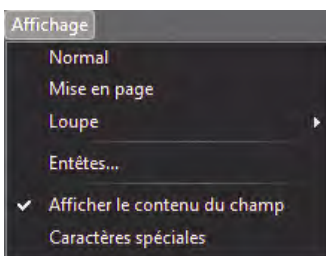 Affichage
Normal
Mise en page
Loupe
Entêtes...
Afficher le contenu du champ
Caractères spéciales